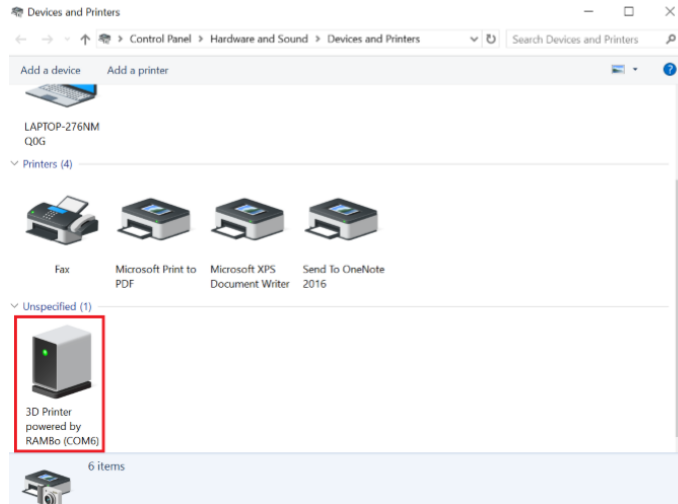 Devices and Printers
Control Panel > Hardware and Sound > Devices and Printers
Search Devices and Printers
Add a device Add a printer
?
LAPTOP-276NM
Q0G
Printers (4)
Fax
Microsoft Print to
PDF
Microsoft XPS
Document Writer
Send To OneNote
2016
Unspecified (1)
3D Printer
powered by
RAMBo (COM6)
6 items